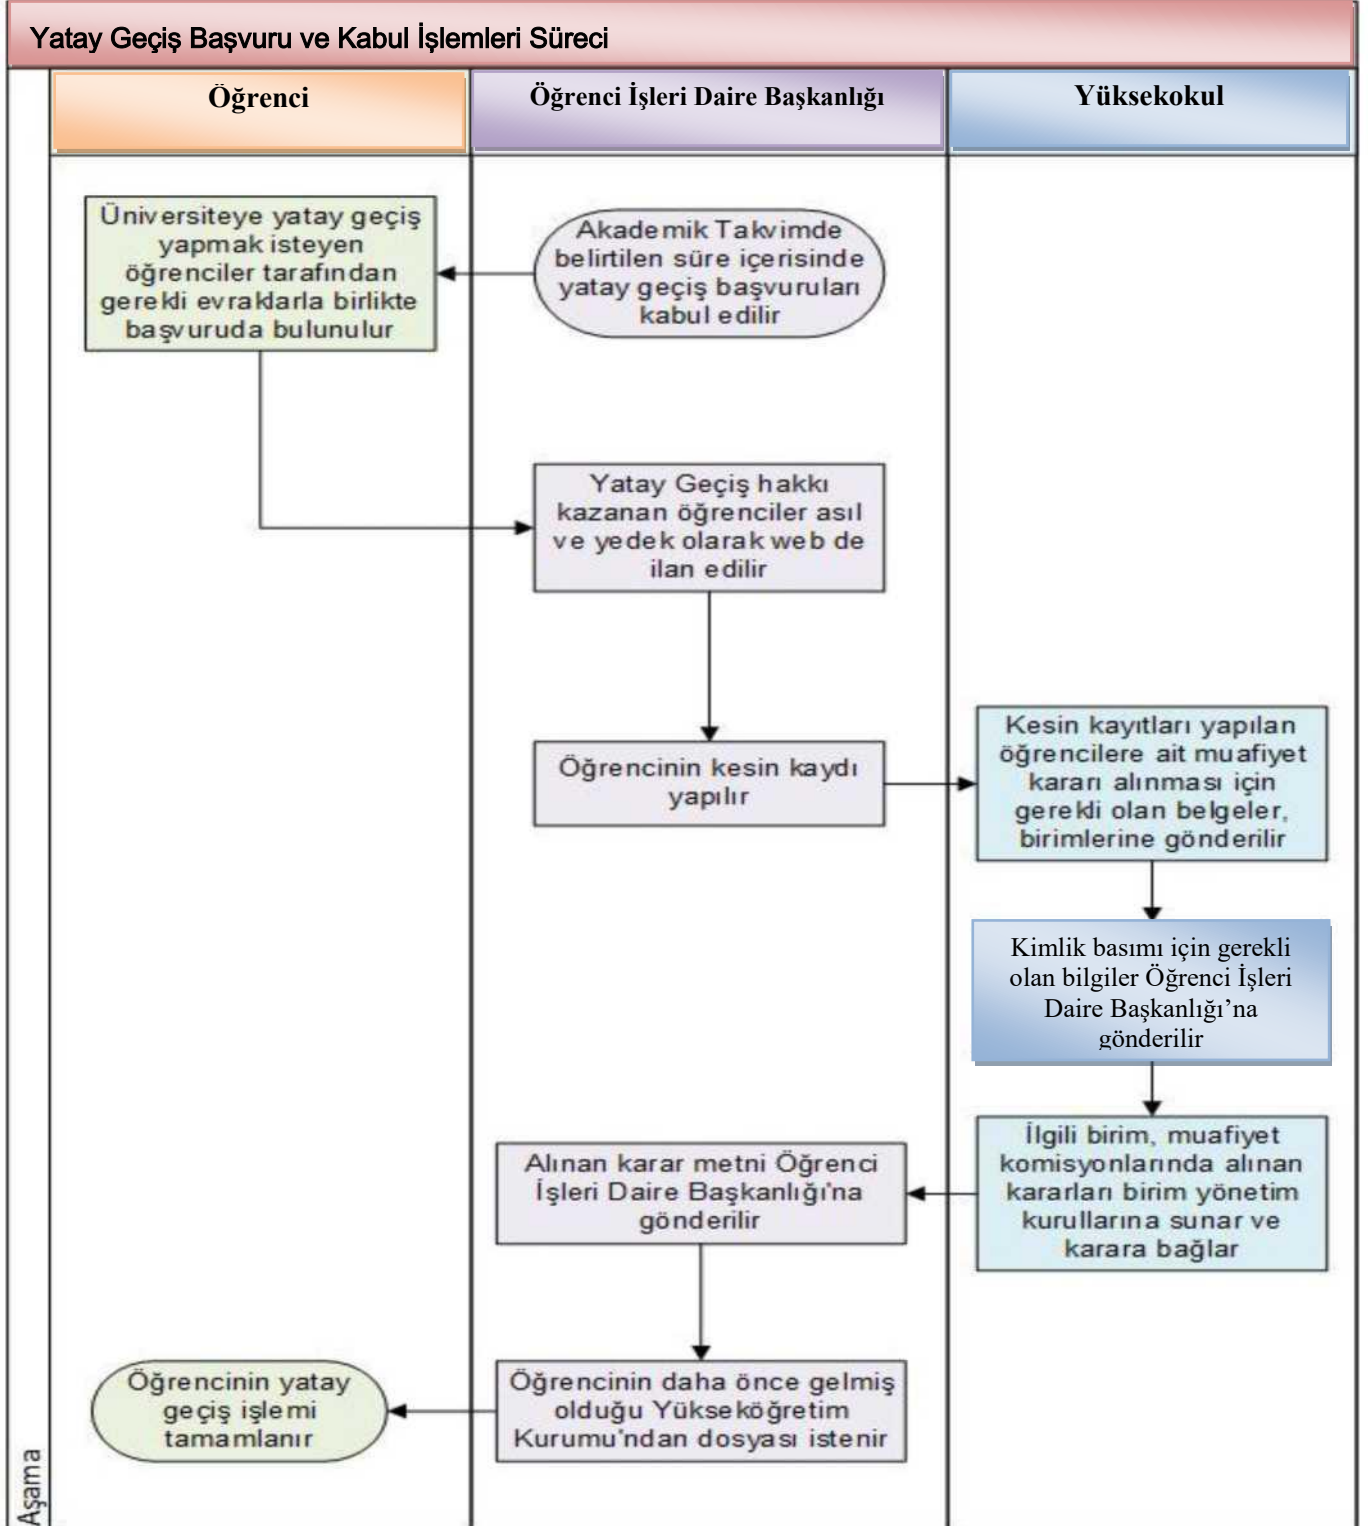 Yatay Geçiş Başvuru ve Kabul İşlemleri Süreci
Öğrenci
Öğrenci İşleri Daire Başkanlığı
Yüksekokul
Akademik Takvimde
belirtilen süre içerisinde
yatay geçiş başvuruları
kabul edilir
Üniversiteye yatay geçiş
yapmak isteyen
öğrenciler tarafından
gerekli evraklarla birlikte
başvuruda bulunulur
Yatay Geçiş hakkı
kazanan öğrenciler asıl
ve yedek olarak web de
ilan edilir
Öğrencinin kesin kaydı
yapılır
Kesin kayıtları yapılan
öğrencilere ait muafiyet
kararı alınması için
gerekli olan belgeler,
birimlerine gönderilir
Kimlik basımı için gerekli
olan bilgiler Öğrenci İşleri
Daire Başkanlığı’na
gönderilir
İlgili birim, muafiyet
komisyonlarında alınan
kararları birim yönetim
kurullarına sunar ve
karara bağlar
Alınan karar metni Öğrenci
İşleri Daire Başkanlığı'na
gönderilir
Öğrencinin daha önce gelmiş
olduğu Yükseköğretim
Kurumu'ndan dosyası istenir
Öğrencinin yatay
geçiş işlemi
tamamlanır
Aşama